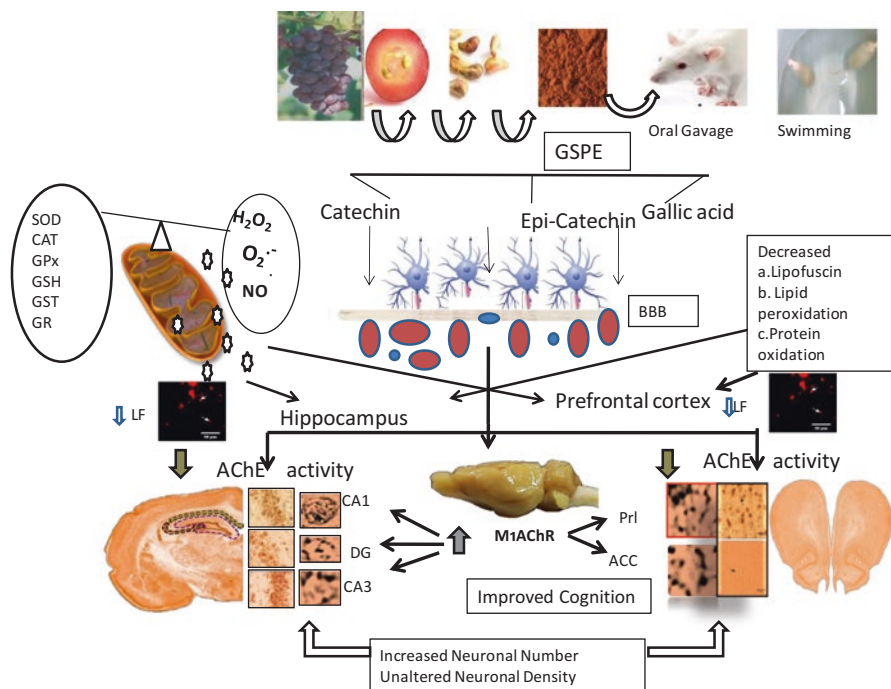 Oral Gavage
Swimming
GSPE
Catechin
Epi-Catechin
Gallic acid
SOD
CAT
GPx
GSH
GST
GR
H2O2
O2·-
NO·
BBB
Decreased
a.Lipofuscin
b. Lipid
peroxidation
c.Protein
oxidation
LF
Hippocampus
Prefrontal cortex
LF
AChE activity
AChE activity
CA1
DG
CA3
M1AChR
Prl
ACC
Improved Cognition
Increased Neuronal Number
Unaltered Neuronal Density